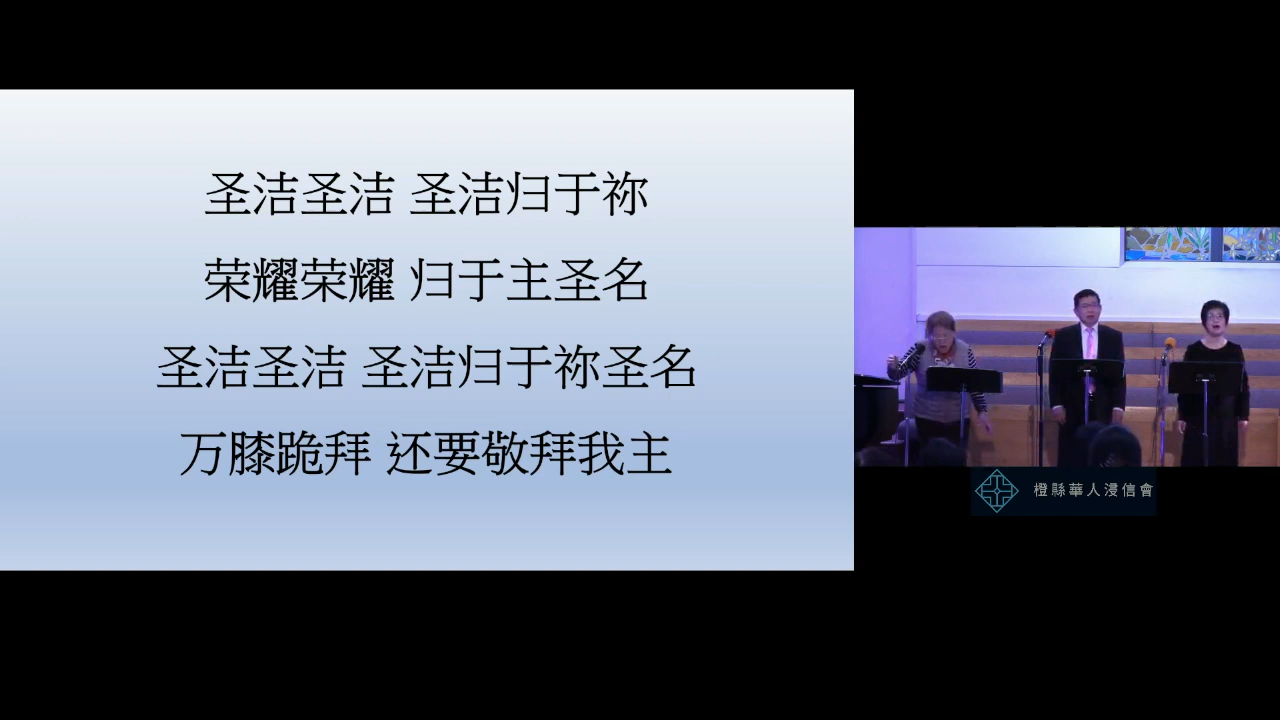 圣洁圣洁 圣洁归于祢
荣耀荣耀 归于主圣名
圣洁圣洁 圣洁归于祢圣名
万膝跪拜 还要敬拜我主
橙縣華人浸信會